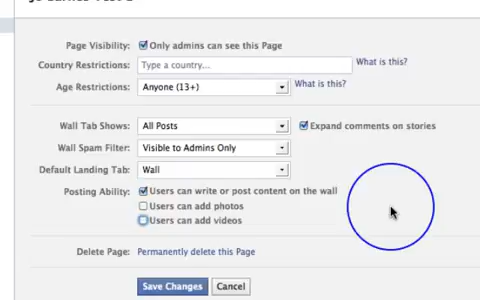 Page Visibility: Only admins can see this Page
Country Restrictions: Type a country... What is this?
Age Restrictions: Anyone (13+) What is this?
Wall Tab Shows: All Posts Expand comments on stories
Wall Spam Filter: Visible to Admins Only
Default Landing Tab: Wall
Posting Ability: Users can write or post content on the wall
Users can add photos
Users can add videos
Delete Page: Permanently delete this Page
Save Changes Cancel